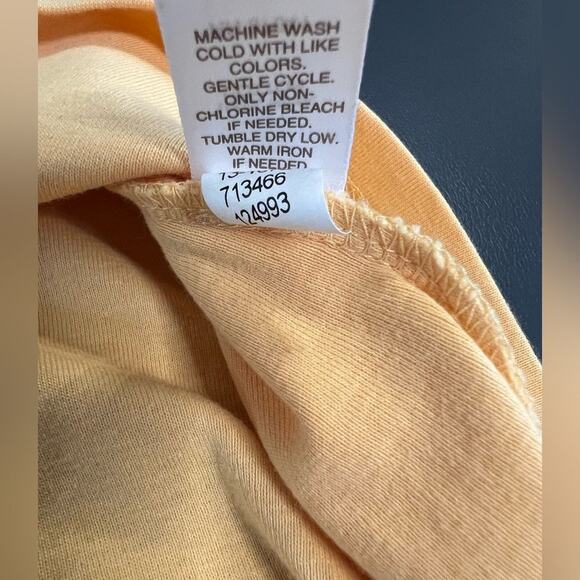 MACHINE WASH
COLD WITH LIKE
COLORS.
GENTLE CYCLE.
ONLY NON-
CHLORINE BLEACH
IF NEEDED.
TUMBLE DRY LOW.
WARM IRON
IF NEEDED
713466